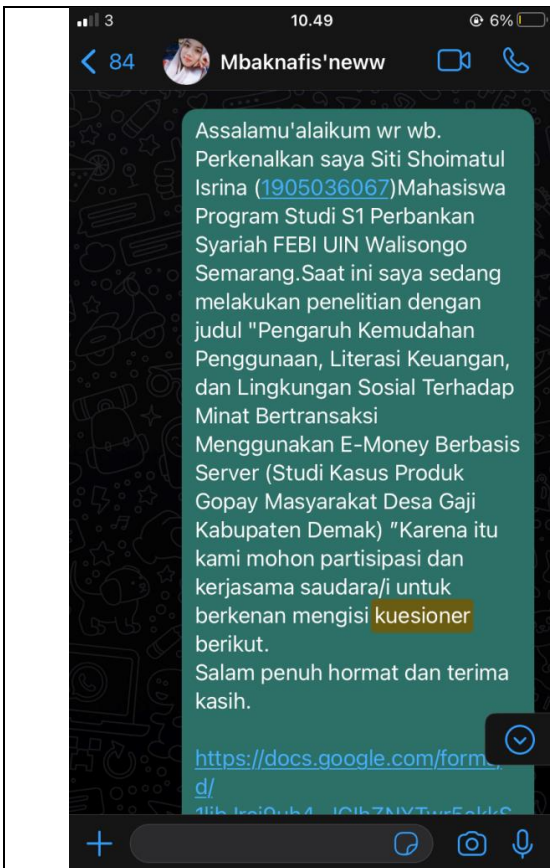 3 10.49 6%
84 Mbaknafis'neww
Assalamu'alaikum wr wb.
Perkenalkan saya Siti Shoimatul
Isrina (1905036067)Mahasiswa
Program Studi S1 Perbankan
Syariah FEBI UIN Walisongo
Semarang.Saat ini saya sedang
melakukan penelitian dengan
judul "Pengaruh Kemudahan
Penggunaan, Literasi Keuangan,
dan Lingkungan Sosial Terhadap
Minat Bertransaksi
Menggunakan E-Money Berbasis
Server (Studi Kasus Produk
Gopay Masyarakat Desa Gaji
Kabupaten Demak) "Karena itu
kami mohon partisipasi dan
kerjasama saudara/i untuk
berkenan mengisi kuesioner
berikut.
Salam penuh hormat dan terima
kasih.
https://docs.google.com/forms/
d/